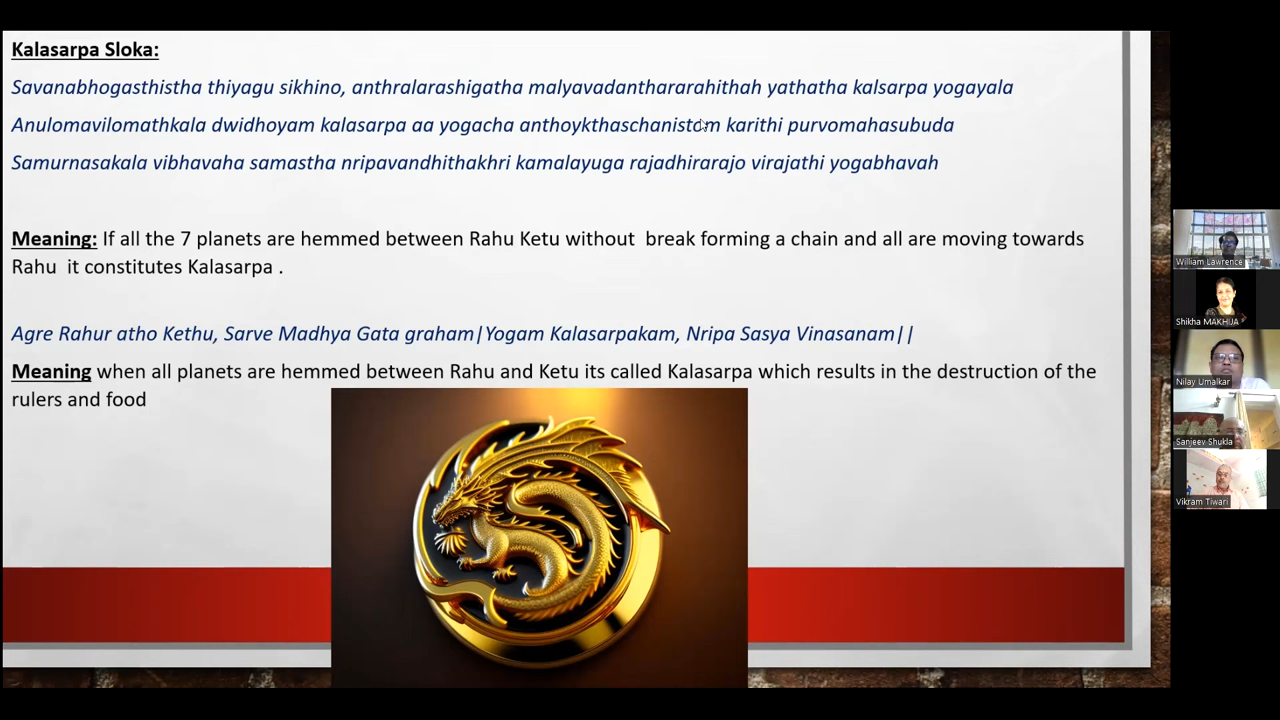 Kalasarpa Sloka:
Savanabhogasthistha thiyagu sikhino, anthralarashigatha malyavadanthararahithah yathatha kalsarpa yogayala
Anulomavilomathkala dwidhoyam kalasarpa aa yogacha anthoykthaschanistam karithi purvomahasubuda
Samurnasakala vibhavaha samastha nripavandhithakhri kamalayuga rajadhirarajo virajathi yogabhavah
Meaning: If all the 7 planets are hemmed between Rahu Ketu without break forming a chain and all are moving towards
Rahu it constitutes Kalasarpa .
Agre Rahur atho Kethu, Sarve Madhya Gata graham|Yogam Kalasarpakam, Nripa Sasya Vinasanam||
Meaning when all planets are hemmed between Rahu and Ketu its called Kalasarpa which results in the destruction of the
rulers and food
William Lawrence
Shikha MAKHIJA
Nilay Umalkar
Sanjeev Shukla
Vikram Tiwari